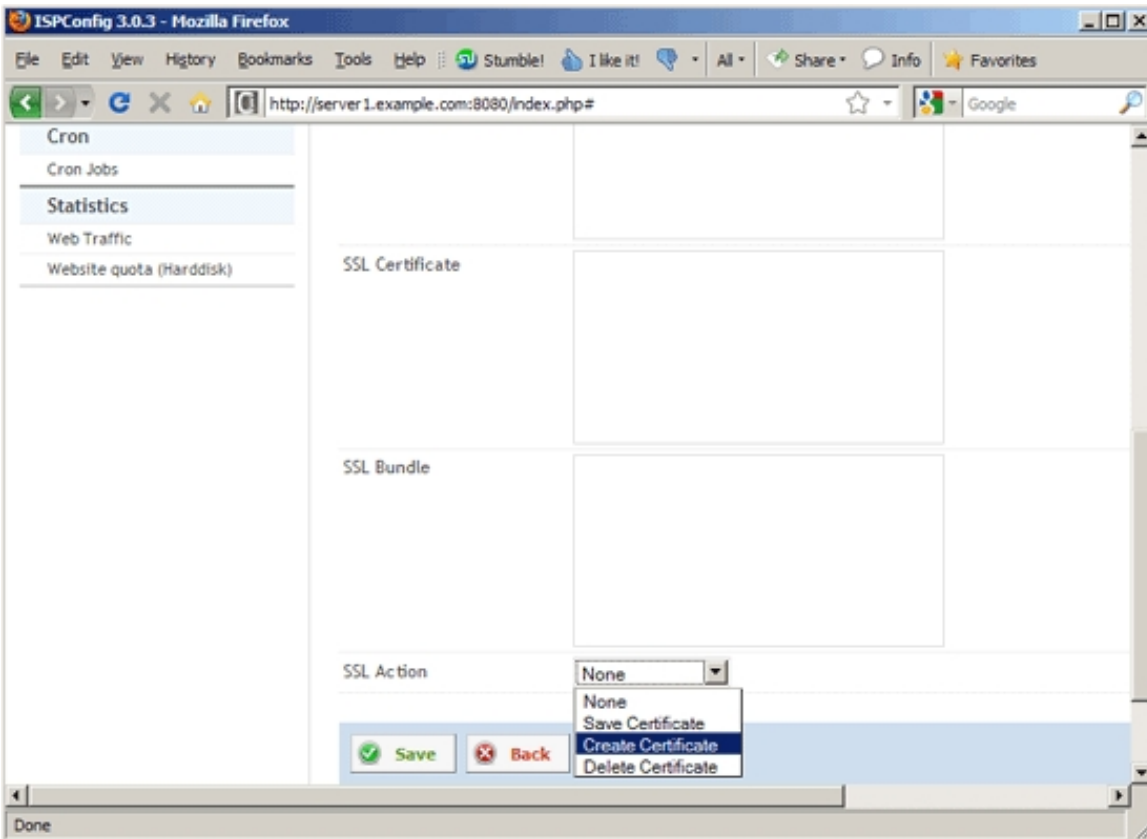 ISPConfig 3.0.3 - Mozilla Firefox
File Edit View History Bookmarks Tools Help Stumble! I like it! All Share Info Favorites
http://server1.example.com:8080/index.php# Google
Cron
Cron Jobs
Statistics
Web Traffic
Website quota (Harddisk)
SSL Certificate
SSL Bundle
SSL Action None
None
Save Certificate
Create Certificate
Delete Certificate
Save Back
Done